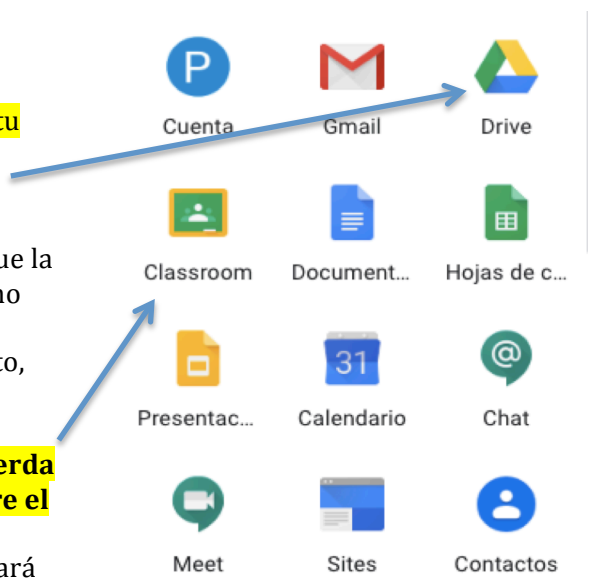 tu
ue la
no
to,
erda
re el
ará
P
Cuenta
Gmail
Drive
Classroom
Document...
Hojas de c...
31
@
Presentac...
Calendario
Chat
Meet
Sites
Contactos